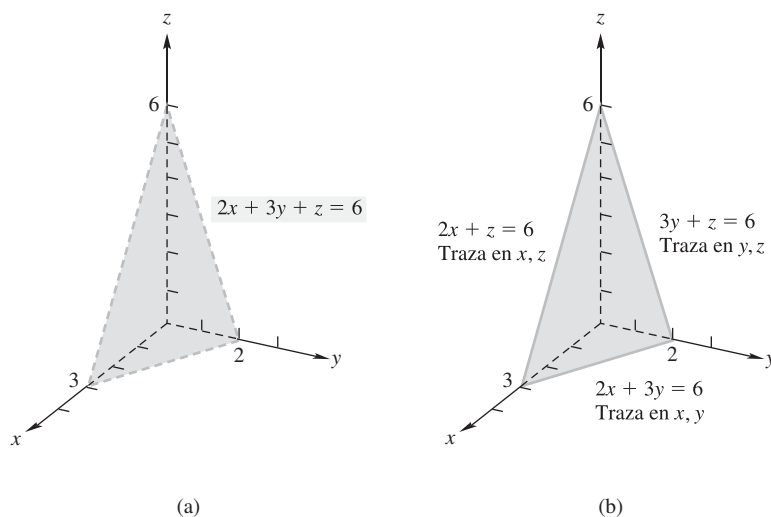 z
6
2x + 3y + z = 6
2
y
3
x
(a)
z
6
2x + z = 6
Traza en x, z
3y + z = 6
Traza en y, z
2
y
3
2x + 3y = 6
Traza en x, y
x
(b)